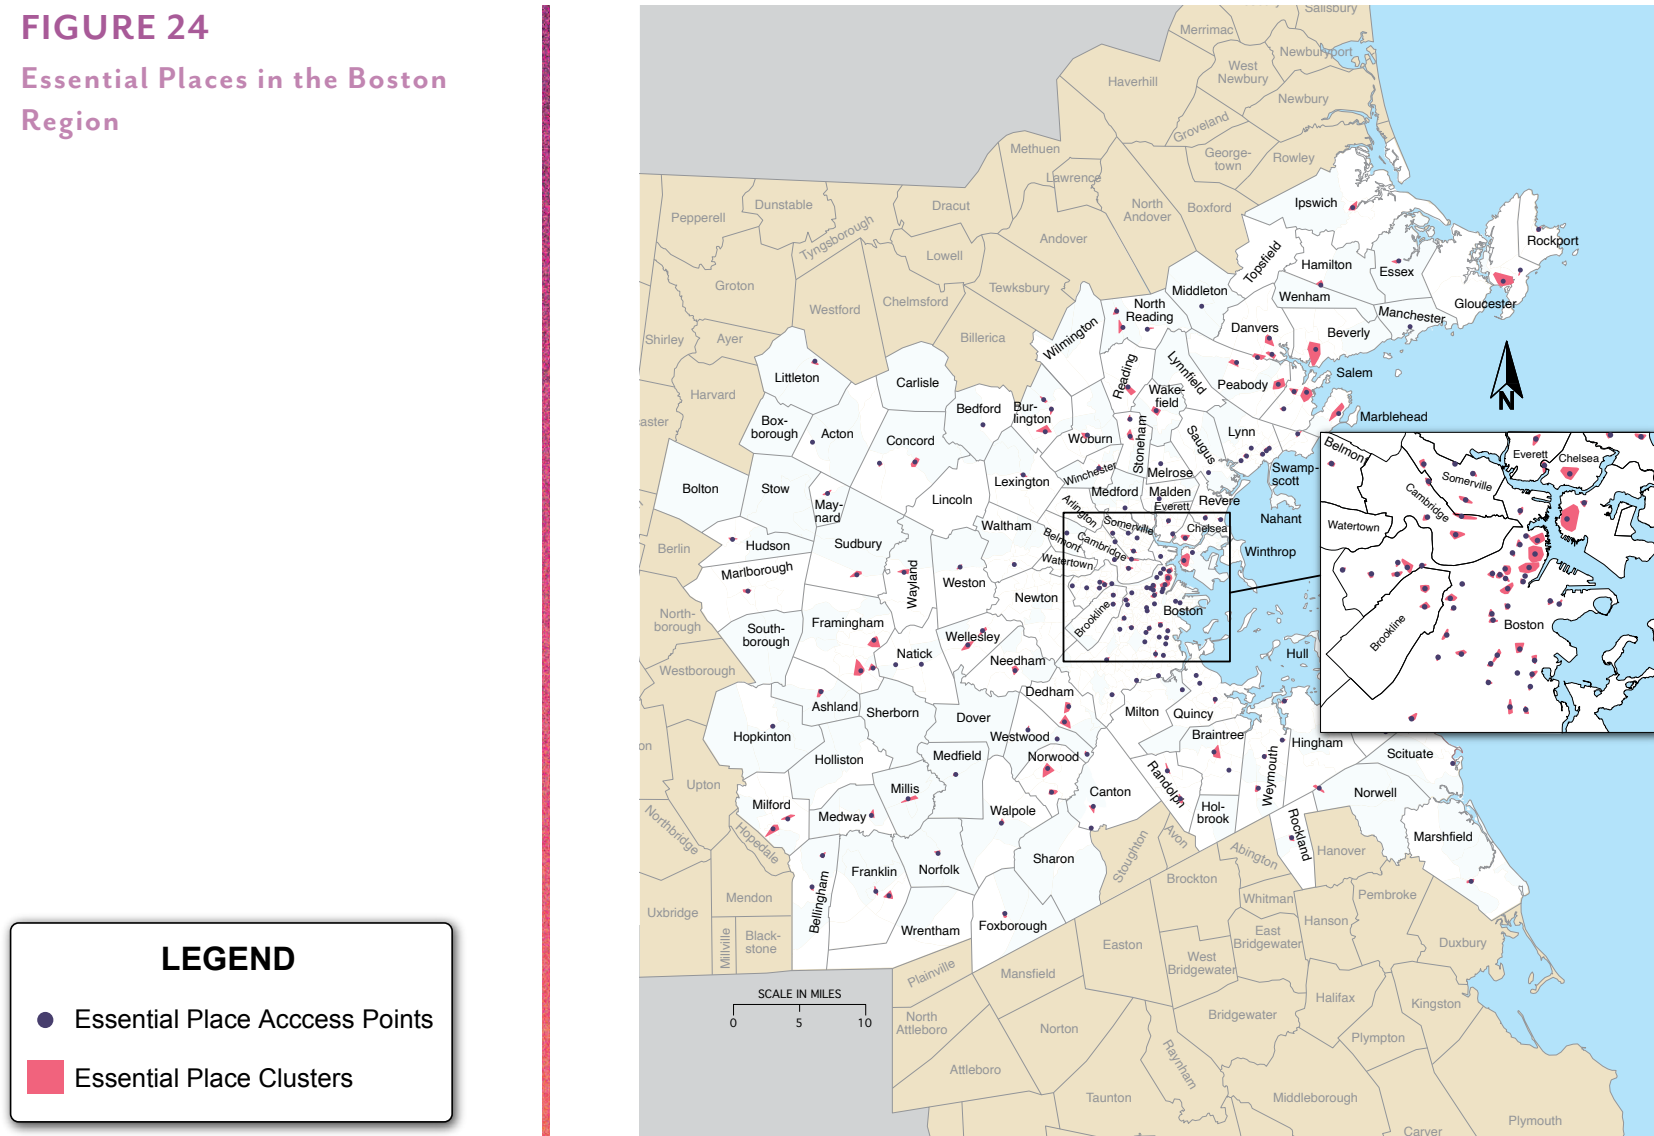 FIGURE 24
Essential Places in the Boston
Region
LEGEND
Essential Place Acccess Points
Essential Place Clusters
Salisbury
Merrimac
Newburyport
West
Newbury
Haverhill
Newbury
Groveland
Methuen
George-
town
Rowley
Lawrence
Ipswich
Dunstable
Dracut
North
Andover
Boxford
Pepperell
Tyngsborough
Andover
Rockport
Lowell
Topsfield
Hamilton
Essex
Groton
Tewksbury
Middleton
Wenham
Westford
Chelmsford
North
Reading
Gloucester
Manchester
Shirley
Ayer
Billerica
Wilmington
Danvers
Beverly
Littleton
Carlisle
Reading
Lynnfield
Peabody
Salem
Harvard
Wake-
field
Bedford
Bur-
lington
Marblehead
aster
Box-
borough
Acton
Concord
Woburn
Stoneham
Saugus
Lynn
Winchester
Melrose
Swamp-
scott
Bolton
Stow
Lexington
Medford
Malden
Revere
May-
nard
Lincoln
Arlington
Everett
Nahant
Waltham
Somerville
Chelsea
Berlin
Hudson
Sudbury
Belmont
Cambridge
Winthrop
Marlborough
Wayland
Weston
Watertown
Newton
North-
borough
South-
borough
Framingham
Brookline
Boston
Westborough
Natick
Wellesley
Needham
Hull
Ashland
Sherborn
Dedham
Milton
Quincy
Hopkinton
Dover
Westwood
Braintree
Hingham
on
Holliston
Medfield
Norwood
Weymouth
Scituate
Upton
Millis
Randolph
Canton
Norwell
Milford
Medway
Walpole
Hol-
brook
Northbridge
Hopedale
Rockland
Marshfield
Stoughton
Avon
Abington
Hanover
Franklin
Norfolk
Sharon
Brockton
Bellingham
Mendon
Whitman
Pembroke
Uxbridge
Wrentham
Foxborough
Hanson
Millville
Black-
stone
Easton
East
Bridgewater
Duxbury
West
Bridgewater
Plainville
Mansfield
Halifax
Kingston
North
Attleboro
Norton
Bridgewater
Plympton
Attleboro
Raynham
Taunton
Middleborough
Plymouth
Carver
N
SCALE IN MILES
0 5 10
Belmont
Everett
Chelsea
Somerville
Cambridge
Watertown
Boston
Brookline